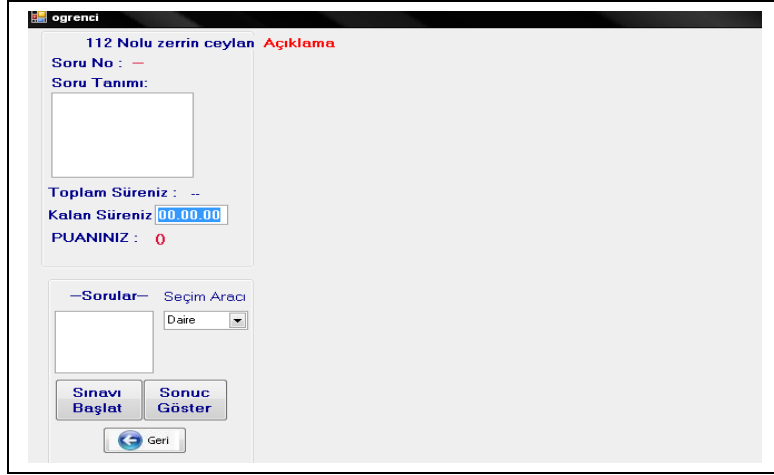 ogrenci
112 Nolu zerrin ceylan Açıklama
Soru No : --
Soru Tanımı:
Toplam Süreniz : --
Kalan Süreniz 00.00.00
PUANINIZ : 0
--Sorular-- Seçim Aracı
Daire
Sınavı Başlat
Sonuc Göster
Geri